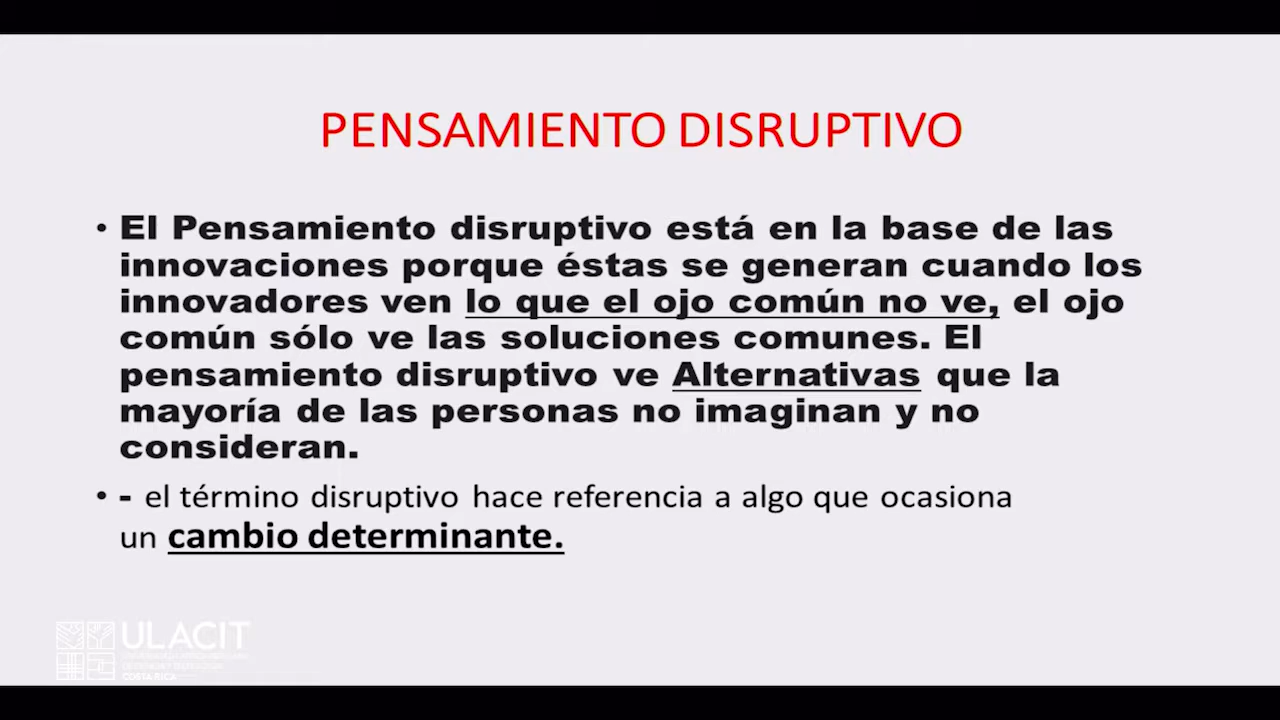 PENSAMIENTO DISRUPTIVO
• El Pensamiento disruptivo está en la base de las
innovaciones porque éstas se generan cuando los
innovadores ven lo que el ojo común no ve, el ojo
común sólo ve las soluciones comunes. El
pensamiento disruptivo ve Alternativas que la
mayoría de las personas no imaginan y no
consideran.
• - el término disruptivo hace referencia a algo que ocasiona
un cambio determinante.
ULACIT
COSTA RICA